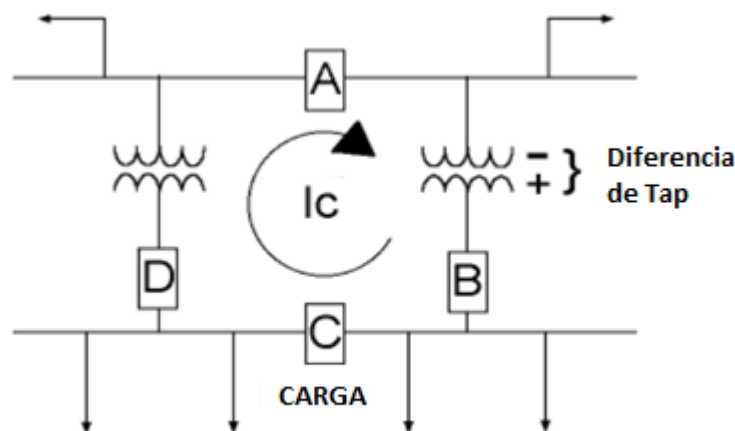 A
Ic
- 
+ }
Diferencia
de Tap
D
B
C
CARGA